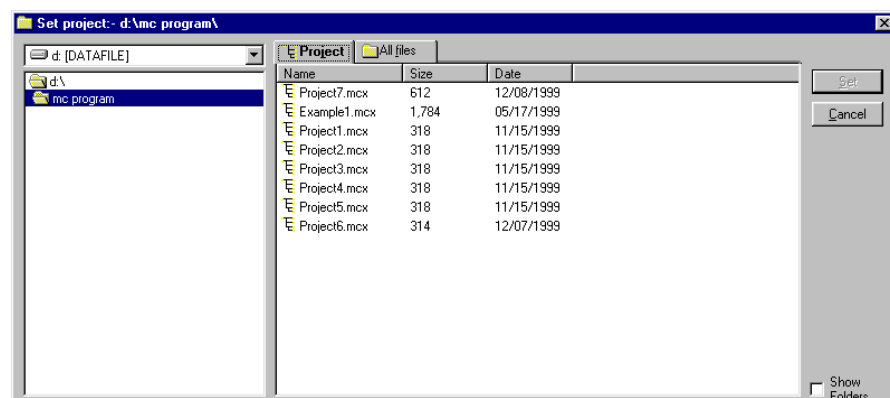 Set project:- d:\mc program\
d: [DATAFILE]
d:\
mc program
Project All files
Name Size Date
Project7.mcx 612 12/08/1999
Example1.mcx 1,784 05/17/1999
Project1.mcx 318 11/15/1999
Project2.mcx 318 11/15/1999
Project3.mcx 318 11/15/1999
Project4.mcx 318 11/15/1999
Project5.mcx 318 11/15/1999
Project6.mcx 314 12/07/1999
Set
Cancel
Show
Folders